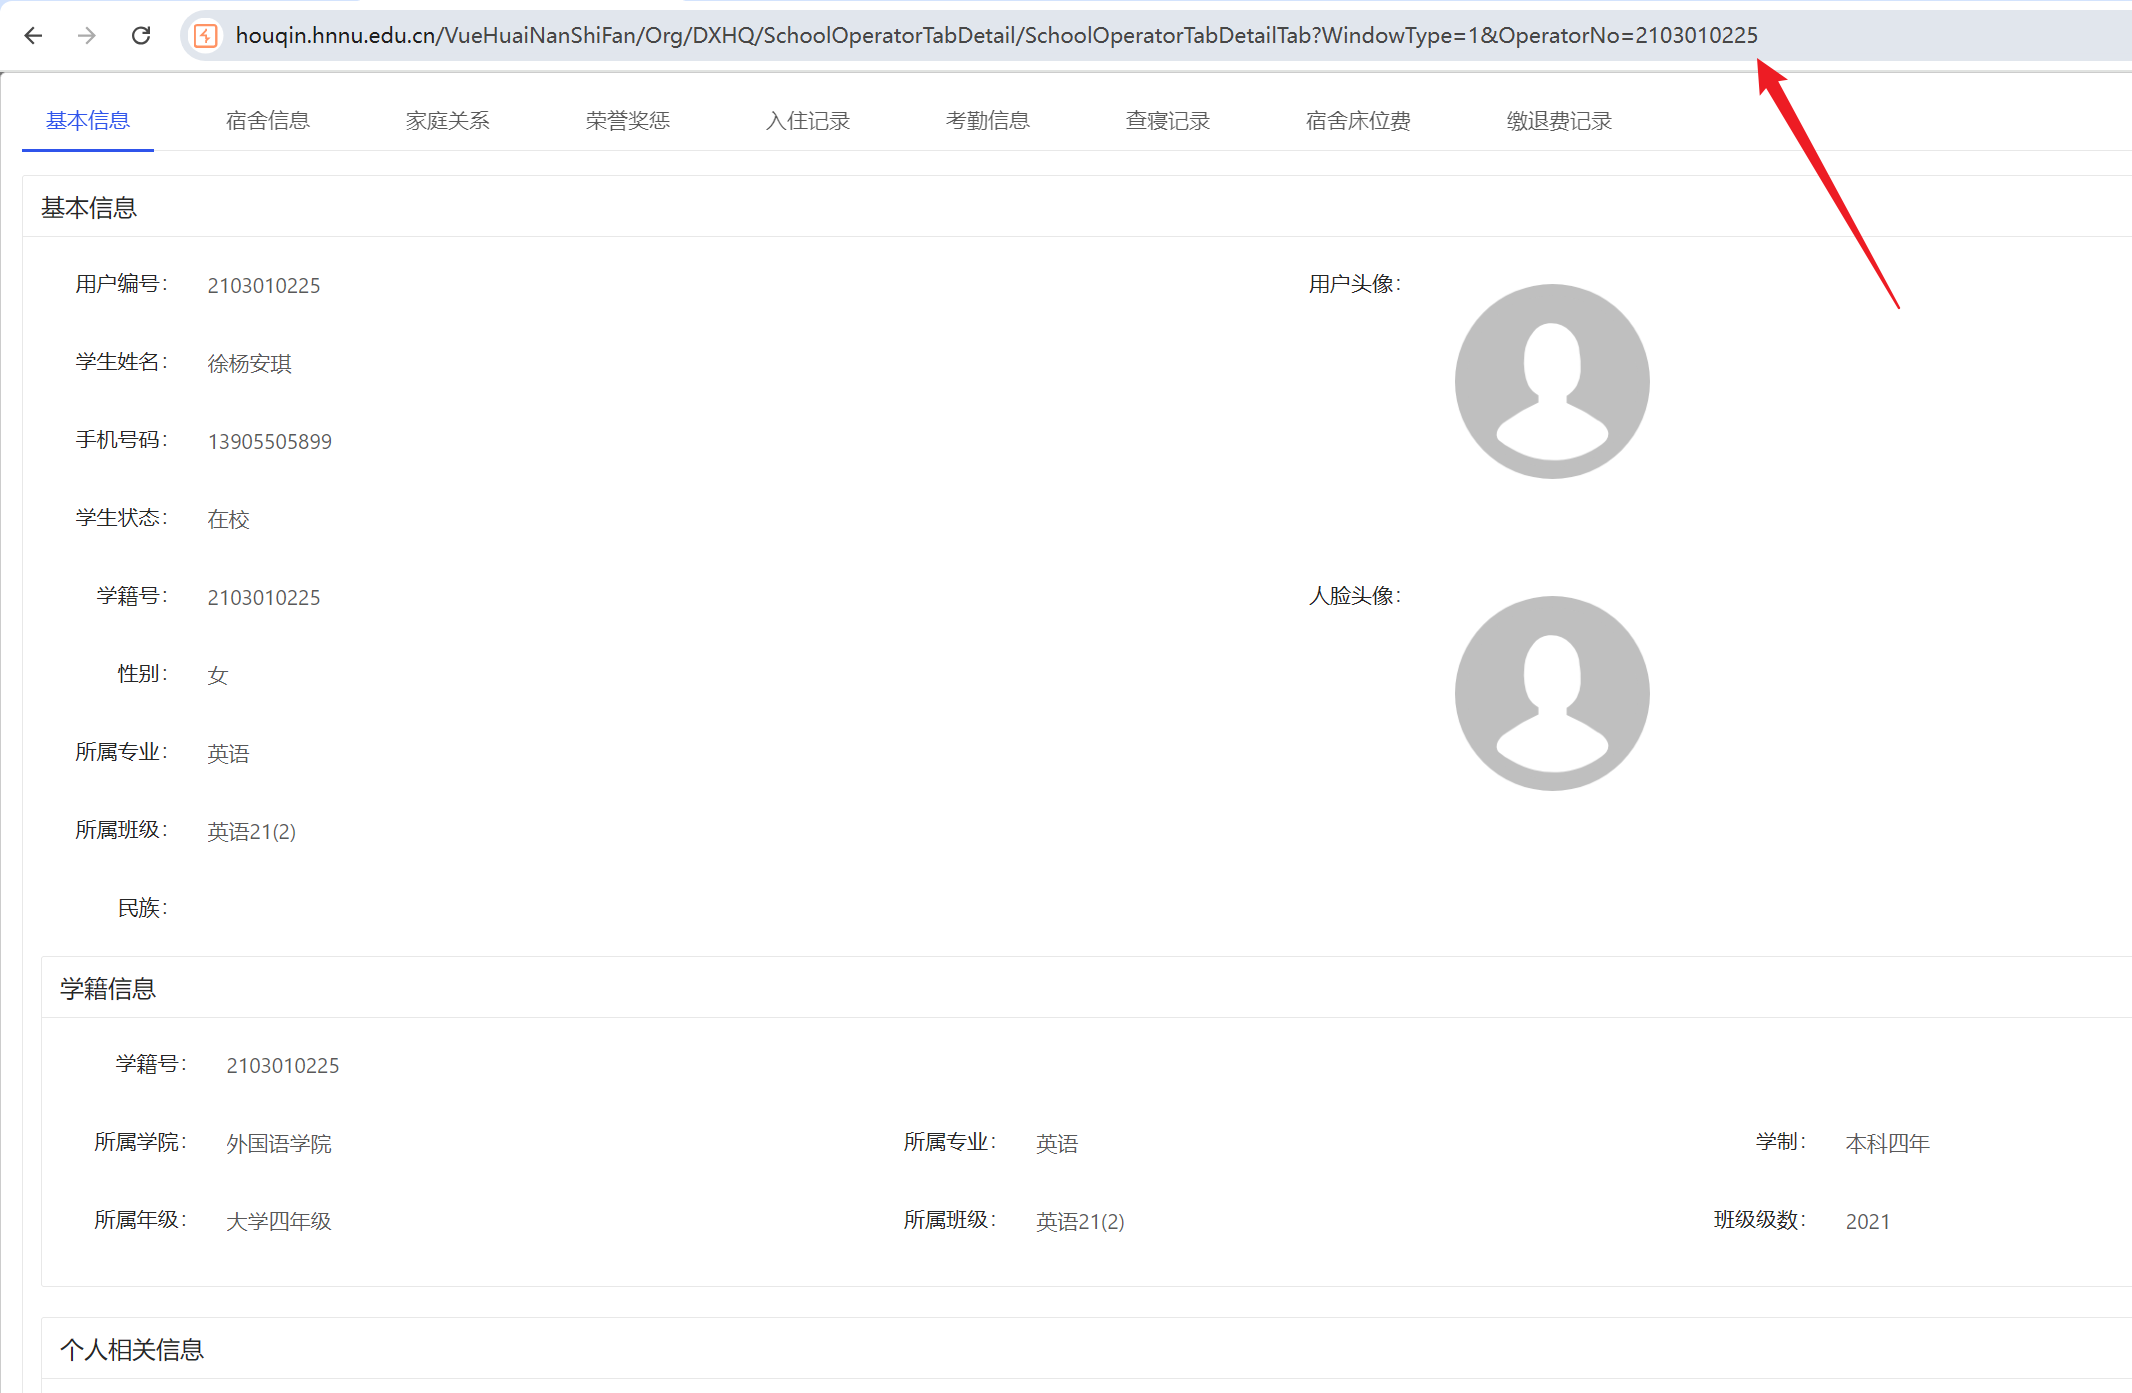 houqin.hnnu.edu.cn/VueHuaiNanShiFan/Org/DXHQ/SchoolOperatorTabDetail/SchoolOperatorTabDetailTab?WindowType=1&OperatorNo=2103010225
基本信息 宿舍信息 家庭关系 荣誉奖惩 入住记录 考勤信息 查寝记录 宿舍床位费 缴退费记录
基本信息
用户编号： 2103010225 用户头像：
学生姓名： 徐杨安琪
手机号码： 13905505899
学生状态： 在校
学籍号： 2103010225 人脸头像：
性别： 女
所属专业： 英语
所属班级： 英语21(2)
民族：
学籍信息
学籍号： 2103010225
所属学院： 外国语学院 所属专业： 英语 学制： 本科四年
所属年级： 大学四年级 所属班级： 英语21(2) 班级级数： 2021
个人相关信息